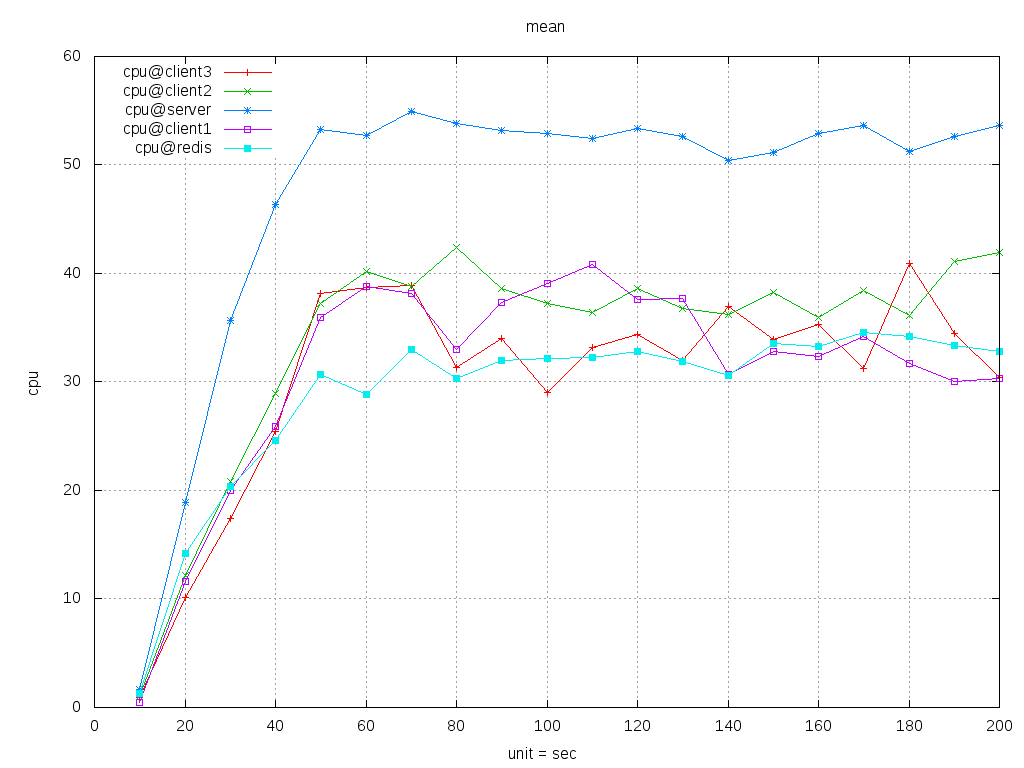 mean
60
50
40
30
20
10
0
cpu
cpu@client3
cpu@client2
cpu@server
cpu@client1
cpu@redis
0 20 40 60 80 100 120 140 160 180 200
unit = sec